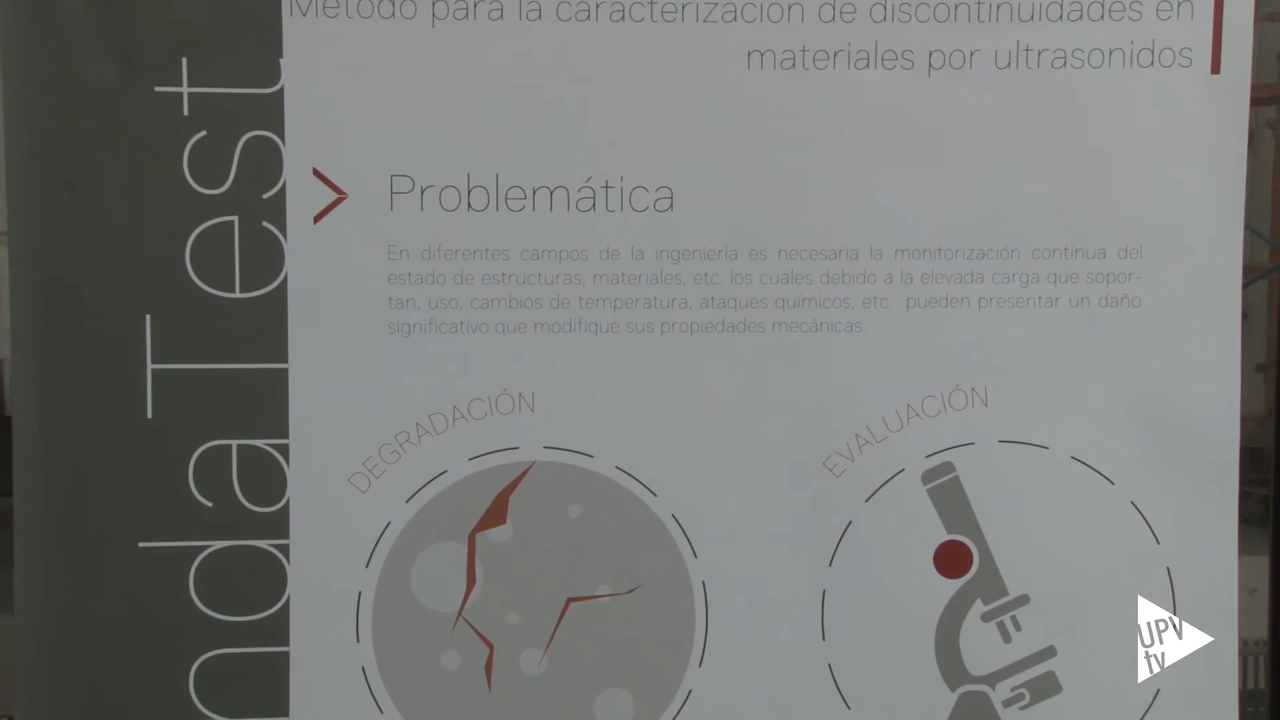 Método para la caracterización de discontinuidades en
materiales por ultrasonidos
ndaTest
Problemática
En diferentes campos de la ingeniería es necesaria la monitorización continua del
estado de estructuras, materiales, etc. los cuales debido a la elevada carga que sopor-
tan, uso, cambios de temperatura, ataques químicos, etc. pueden presentar un daño
significativo que modifique sus propiedades mecánicas.
DEGRADACIÓN
EVALUACIÓN
UPV
tv